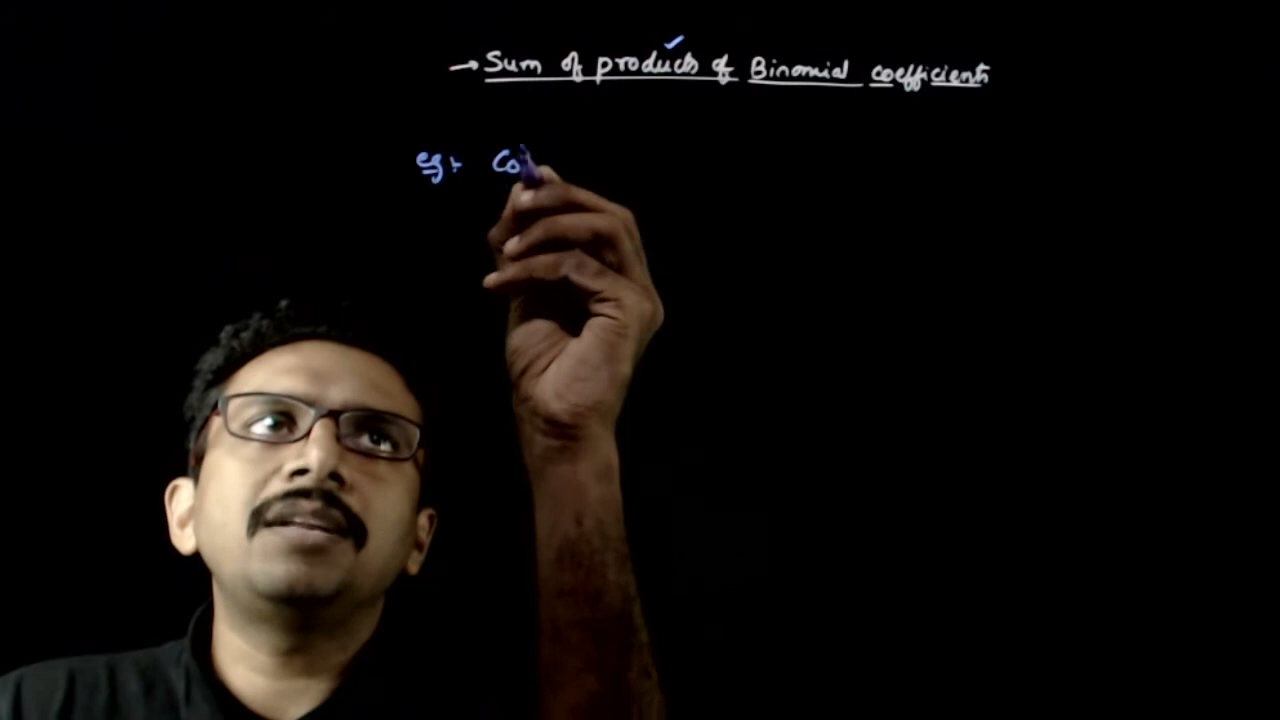 → Sum of products of Binomial coefficients
eg:- Co